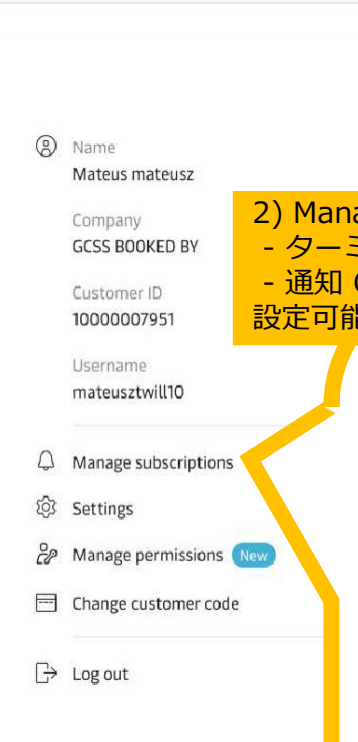 Name
Mateus mateusz
Company
GCSS BOOKED BY
Customer ID
10000007951
Username
mateusztwill10
2) Mana
- ターミ
- 通知
設定可能
Manage subscriptions
Settings
Manage permissions New
Change customer code
Log out